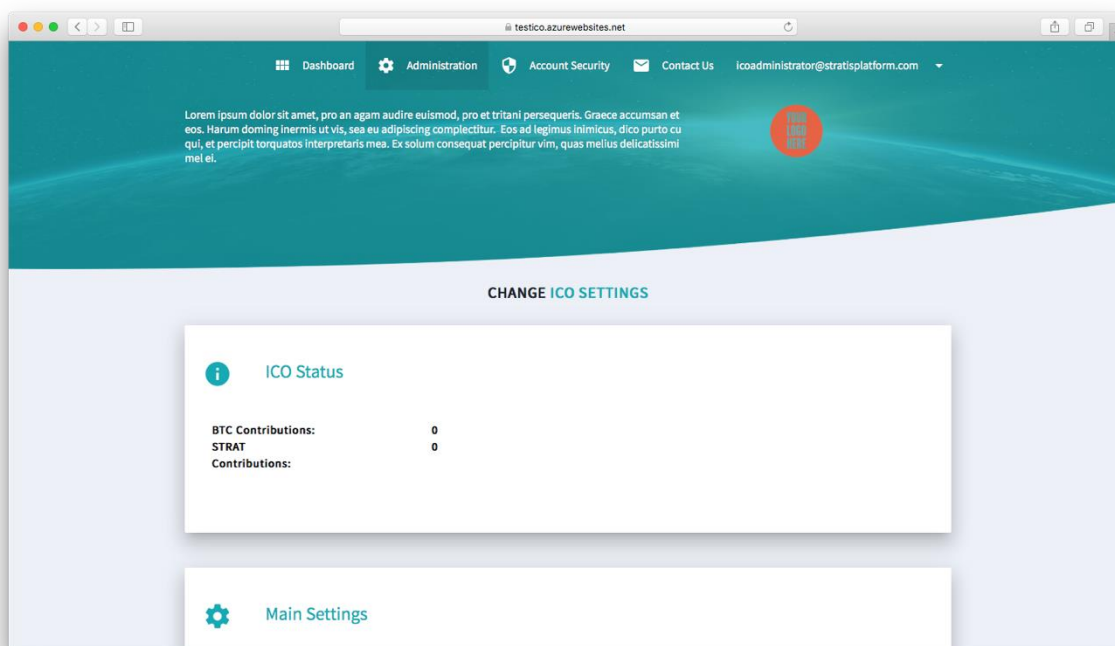 testico.azurewebsites.net
Dashboard Administration Account Security Contact Us icoadministrator@stratisplatform.com
Lorem ipsum dolor sit amet, pro an agam audire euismod, pro et tritani persequeris. Graece accumsan et
eos. Harum doming inermis ut vis, sea eu adipiscing complectitur. Eos ad legimus inimicus, dico purto cu
qui, et percipit torquatos interpretaris mea. Ex solum consequat percipitur vim, quas melius delicatissimi
mel ei.
YOUR
LOGO
HERE
CHANGE ICO SETTINGS
ICO Status
BTC Contributions: 0
STRAT 0
Contributions:
Main Settings